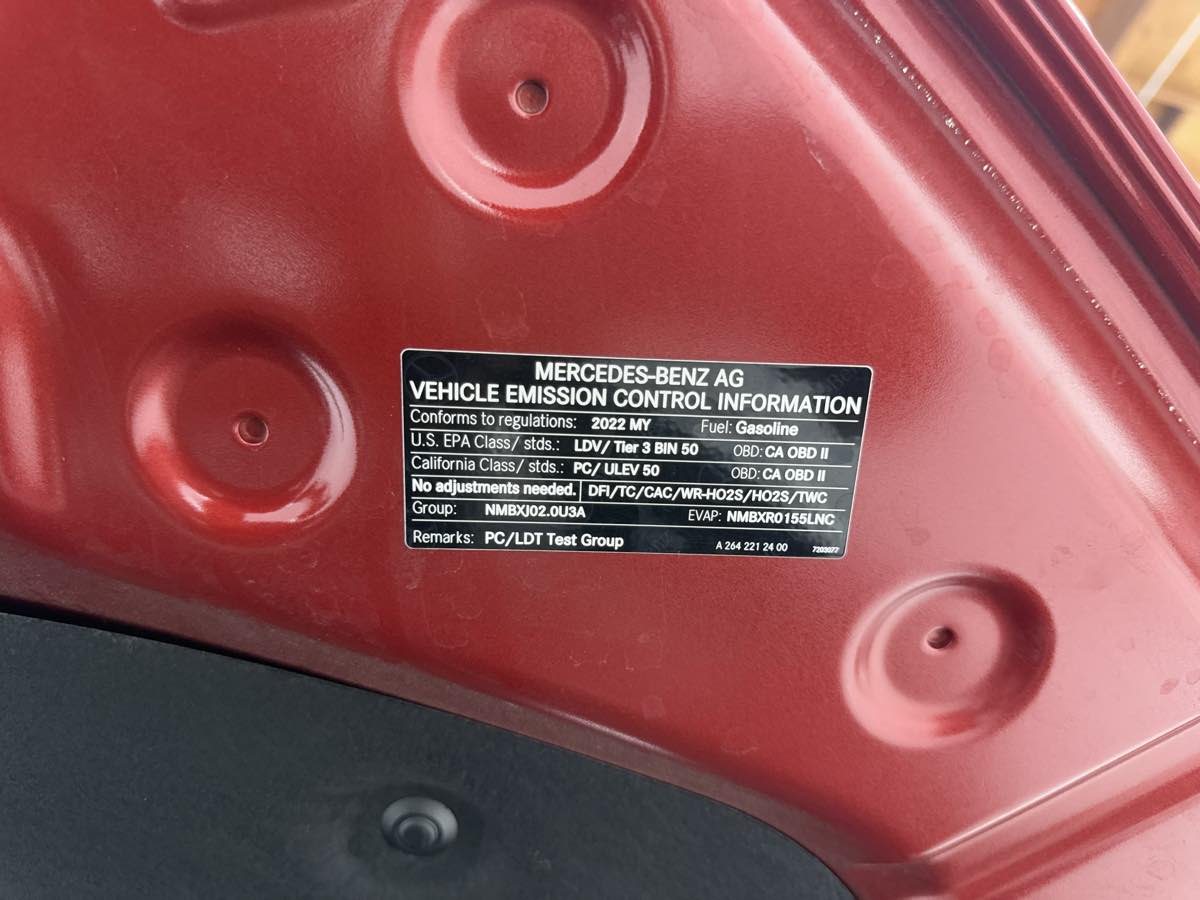 MERCEDES-BENZ AG
VEHICLE EMISSION CONTROL INFORMATION
Conforms to regulations: 2022 MY Fuel: Gasoline
U.S. EPA Class/ stds.: LDV/ Tier 3 BIN 50 OBD: CA OBD II
California Class/ stds.: PC/ ULEV 50 OBD: CA OBD II
No adjustments needed. DFI/TC/CAC/WR-HO2S/HO2S/TWC
Group: NMBXJ02.0U3A EVAP: NMBXR0155LNC
Remarks: PC/LDT Test Group A 264 221 24 00 7203077